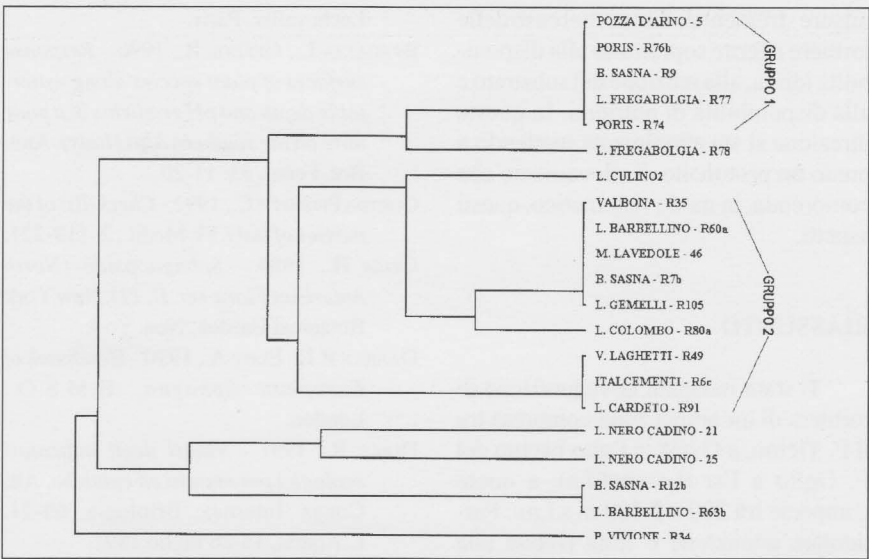 POZZA D'ARNO - 5
PORIS - R76b
B. SASNA - R9
L. FREGABOLGIA - R77
PORIS - R74
L. FREGABOLGIA - R78
L. CULINO2
VALBONA - R35
L. BARBELLINO - R60a
M. LAVEDOLE - 46
B. SASNA - R7b
L. GEMELLI - R105
L. COLOMBO - R80a
V. LAGHETTI - R49
ITALCEMENTI - R6c
L. CARDETO - R91
L. NERO CADINO - 21
L. NERO CADINO - 25
B. SASNA - R12b
L. BARBELLINO - R63b
P. VIVIONE - R34
GRUPPO 1
GRUPPO 2